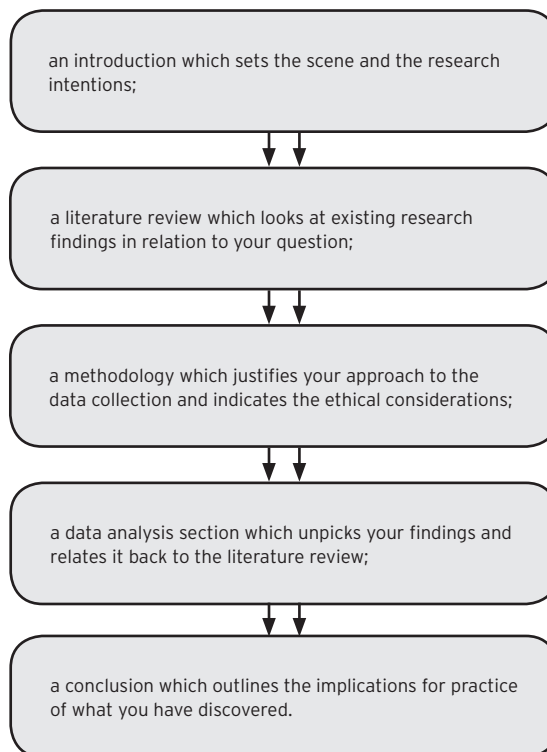 an introduction which sets the scene and the research
intentions;
a literature review which looks at existing research
findings in relation to your question;
a methodology which justifies your approach to the
data collection and indicates the ethical considerations;
a data analysis section which unpicks your findings and
relates it back to the literature review;
a conclusion which outlines the implications for practice
of what you have discovered.